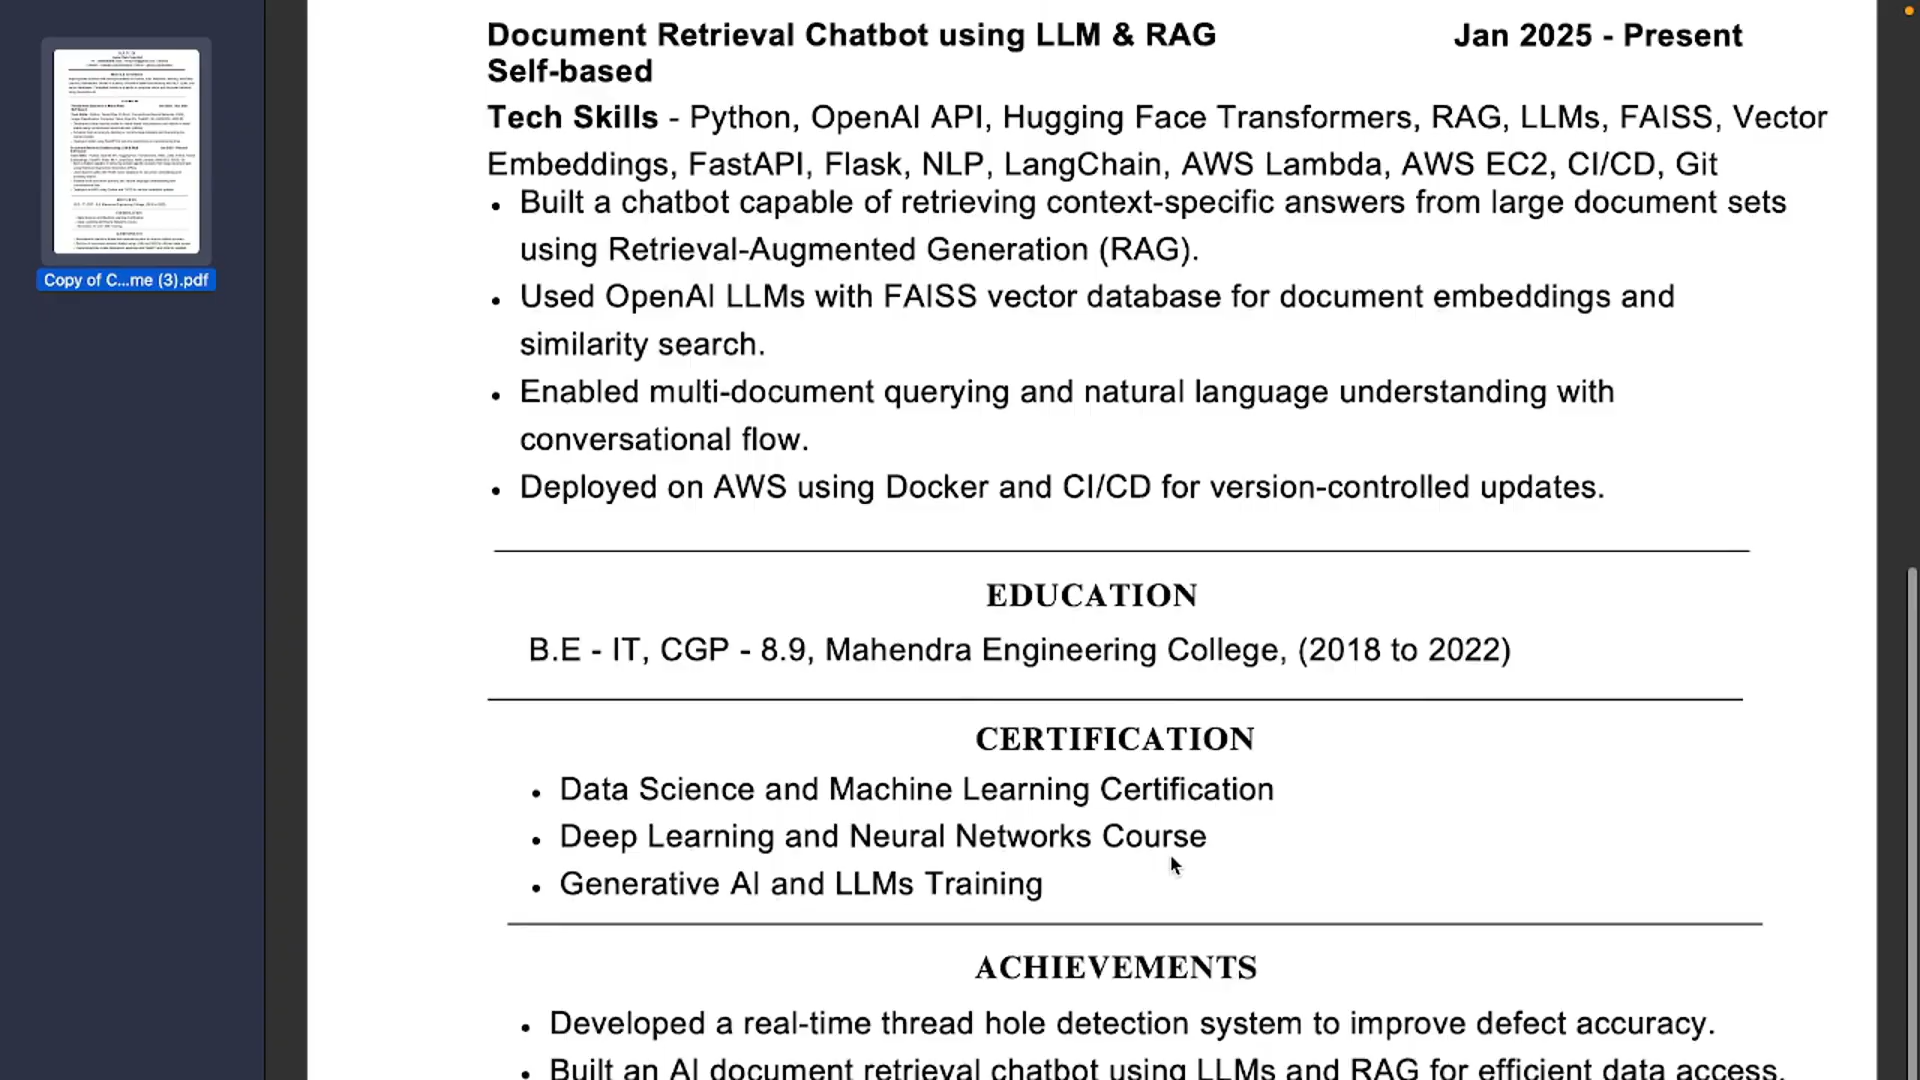 Document Retrieval Chatbot using LLM & RAG Jan 2025 - Present
Self-based
Tech Skills - Python, OpenAI API, Hugging Face Transformers, RAG, LLMs, FAISS, Vector
Embeddings, FastAPI, Flask, NLP, LangChain, AWS Lambda, AWS EC2, CI/CD, Git
• Built a chatbot capable of retrieving context-specific answers from large document sets
using Retrieval-Augmented Generation (RAG).
• Used OpenAI LLMs with FAISS vector database for document embeddings and
similarity search.
• Enabled multi-document querying and natural language understanding with
conversational flow.
• Deployed on AWS using Docker and CI/CD for version-controlled updates.
EDUCATION
B.E - IT, CGP - 8.9, Mahendra Engineering College, (2018 to 2022)
CERTIFICATION
• Data Science and Machine Learning Certification
• Deep Learning and Neural Networks Course
• Generative AI and LLMs Training
ACHIEVEMENTS
• Developed a real-time thread hole detection system to improve defect accuracy.
• Built an AI document retrieval chatbot using LLMs and RAG for efficient data access.
Copy of C...me (3).pdf